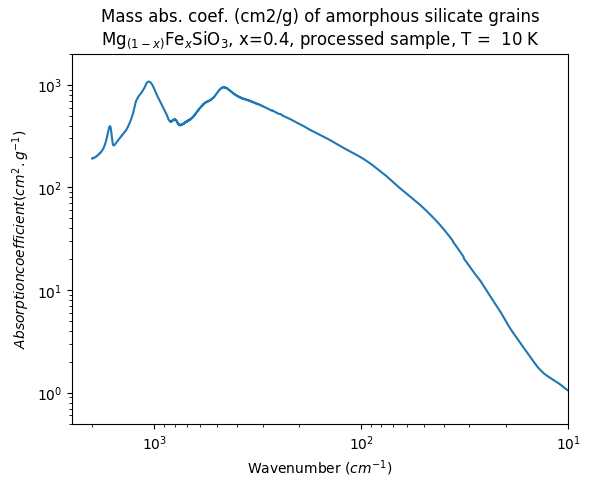 Mass abs. coef. (cm2/g) of amorphous silicate grains
Mg₍₁₋ₓ₎FeₓSiO₃, x=0.4, processed sample, T =  10 K
Absorptioncoefficient(cm².g⁻¹)
10³
10²
10¹
10⁰
10³ 10² 10¹
Wavenumber (cm⁻¹)